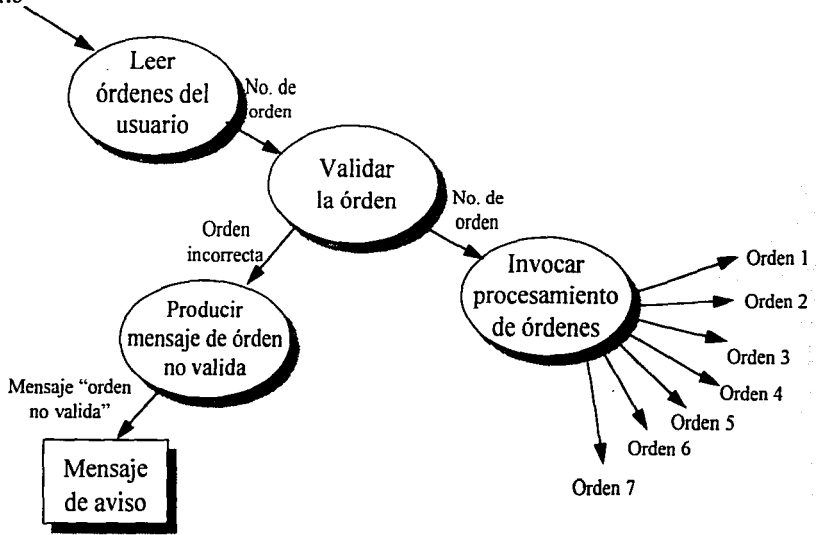 Leer
órdenes del
usuario
No. de
orden
Validar
la órden
No. de
orden
Orden
incorrecta
Invocar
procesamiento
de órdenes
Orden 1
Orden 2
Orden 3
Orden 4
Orden 5
Orden 6
Orden 7
Producir
mensaje de órden
no valida
Mensaje “orden
no valida”
Mensaje
de aviso